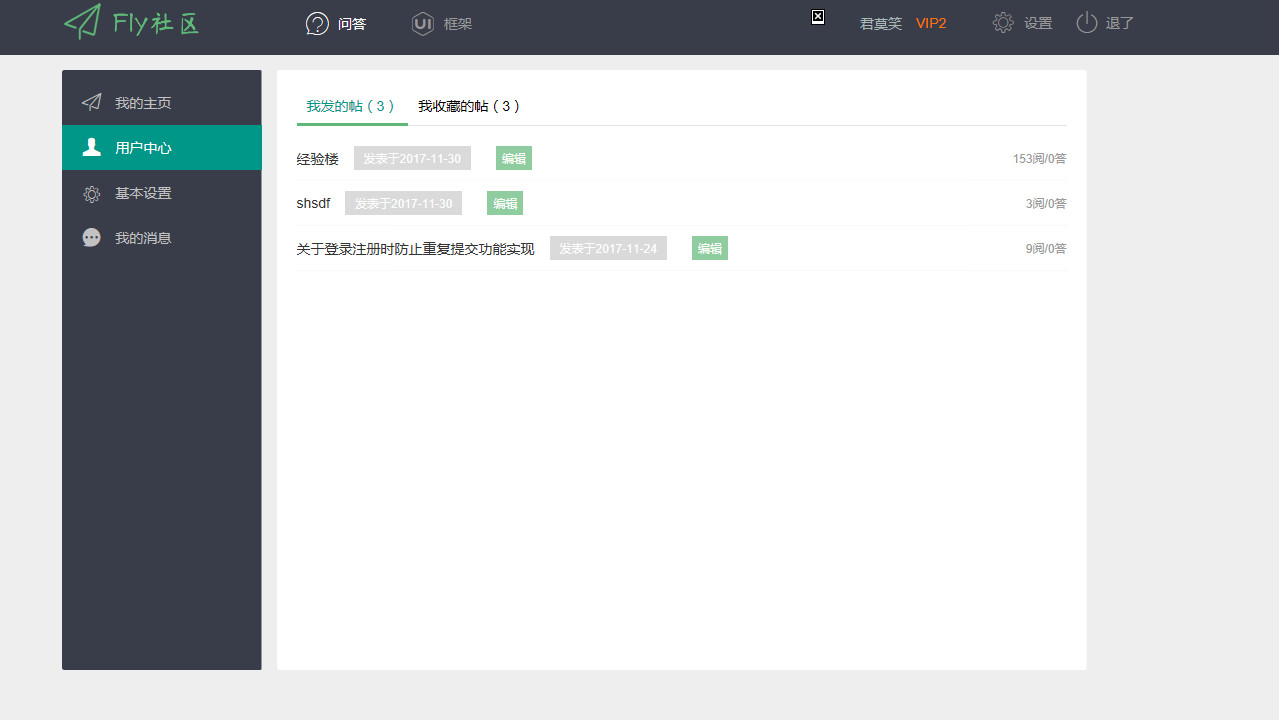 Fly社区 问答 UI 框架 君莫笑 VIP2 设置 退了
我的主页
用户中心
基本设置
我的消息
我发的帖（3） 我收藏的帖（3）
经验楼 发表于2017-11-30 编辑 153阅/0答
shsdf 发表于2017-11-30 编辑 3阅/0答
关于登录注册时防止重复提交功能实现 发表于2017-11-24 编辑 9阅/0答